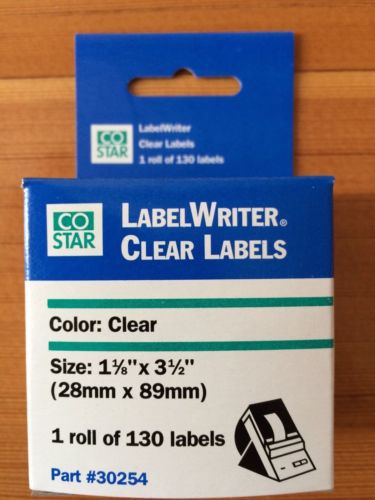 CO
STAR
LabelWriter
Clear Labels
1 roll of 130 labels
CO
STAR
LABELWRITER®
CLEAR LABELS
Color: Clear
Size: 1⅛" x 3½"
(28mm x 89mm)
1 roll of 130 labels
Part #30254